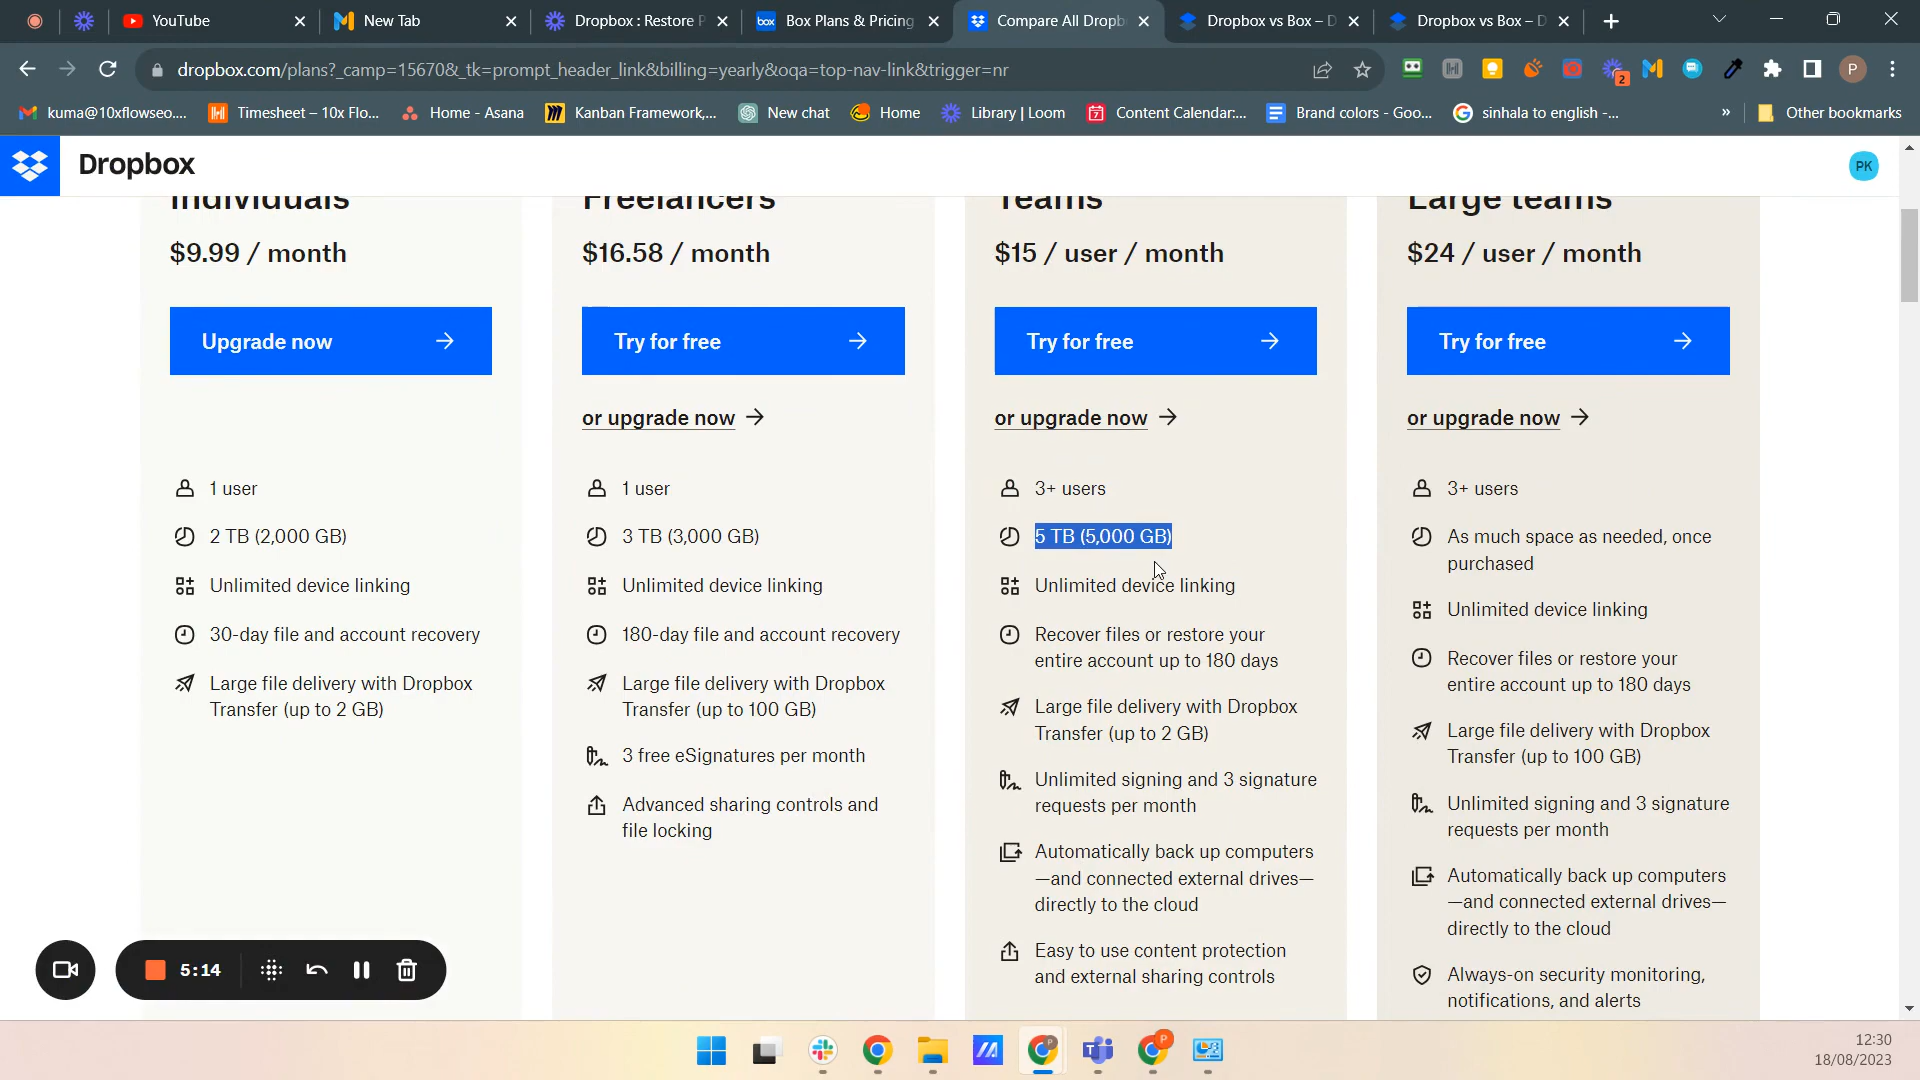 YouTube
New Tab
Dropbox : Restore P
box
Box Plans & Pricing
Compare All Dropb
Dropbox vs Box – D
Dropbox vs Box – D
dropbox.com/plans?_camp=15670&_tk=prompt_header_link&billing=yearly&oqa=top-nav-link&trigger=nr
2
P
kuma@10xflowseo....
Timesheet – 10x Flo...
Home – Asana
Kanban Framework,...
New chat
Home
Library | Loom
Content Calendar:...
Brand colors - Goo...
sinhala to english -...
»
Other bookmarks
Dropbox
PK
Individuals
$9.99 / month
Upgrade now
1 user
2 TB (2,000 GB)
Unlimited device linking
30-day file and account recovery
Large file delivery with Dropbox
Transfer (up to 2 GB)
Freelancers
$16.58 / month
Try for free
or upgrade now
1 user
3 TB (3,000 GB)
Unlimited device linking
180-day file and account recovery
Large file delivery with Dropbox
Transfer (up to 100 GB)
3 free eSignatures per month
Advanced sharing controls and
file locking
Teams
$15 / user / month
Try for free
or upgrade now
3+ users
5 TB (5,000 GB)
Unlimited device linking
Recover files or restore your
entire account up to 180 days
Large file delivery with Dropbox
Transfer (up to 2 GB)
Unlimited signing and 3 signature
requests per month
Automatically back up computers
—and connected external drives—
directly to the cloud
Easy to use content protection
and external sharing controls
Large teams
$24 / user / month
Try for free
or upgrade now
3+ users
As much space as needed, once
purchased
Unlimited device linking
Recover files or restore your
entire account up to 180 days
Large file delivery with Dropbox
Transfer (up to 100 GB)
Unlimited signing and 3 signature
requests per month
Automatically back up computers
—and connected external drives—
directly to the cloud
Always-on security monitoring,
notifications, and alerts
5:14
12:30
18/08/2023